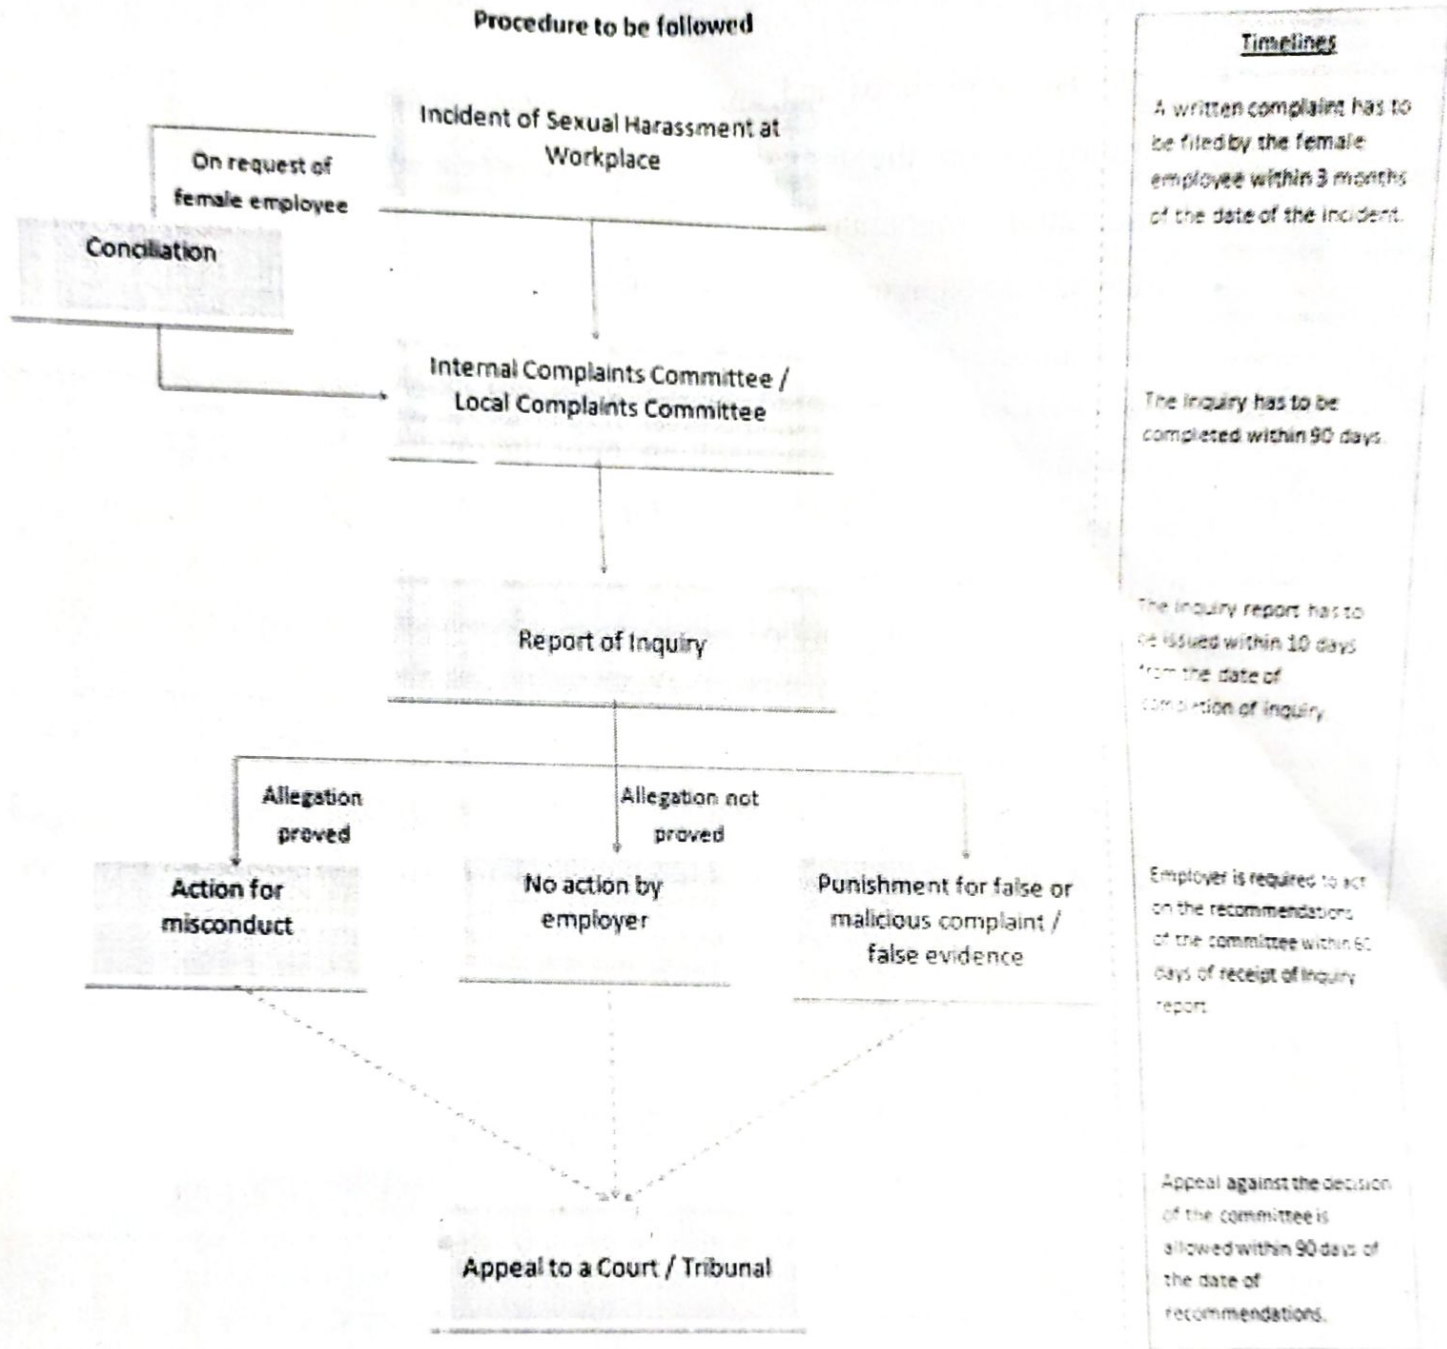 Procedure to be followed
Incident of Sexual Harassment at
Workplace
On request of
female employee
Conciliation
Internal Complaints Committee /
Local Complaints Committee
Report of Inquiry
Allegation
proved
Allegation not
proved
Action for
misconduct
No action by
employer
Punishment for false or
malicious complaint /
false evidence
Appeal to a Court / Tribunal
Timelines
A written complaint has to
be filed by the female
employee within 3 months
of the date of the incident.
The Inquiry has to be
completed within 90 days.
The Inquiry report has to
be issued within 10 days
from the date of
completion of Inquiry
Employer is required to act
on the recommendations
of the committee within 60
days of receipt of Inquiry
report
Appeal against the decision
of the committee is
allowed within 90 days of
the date of
recommendations.